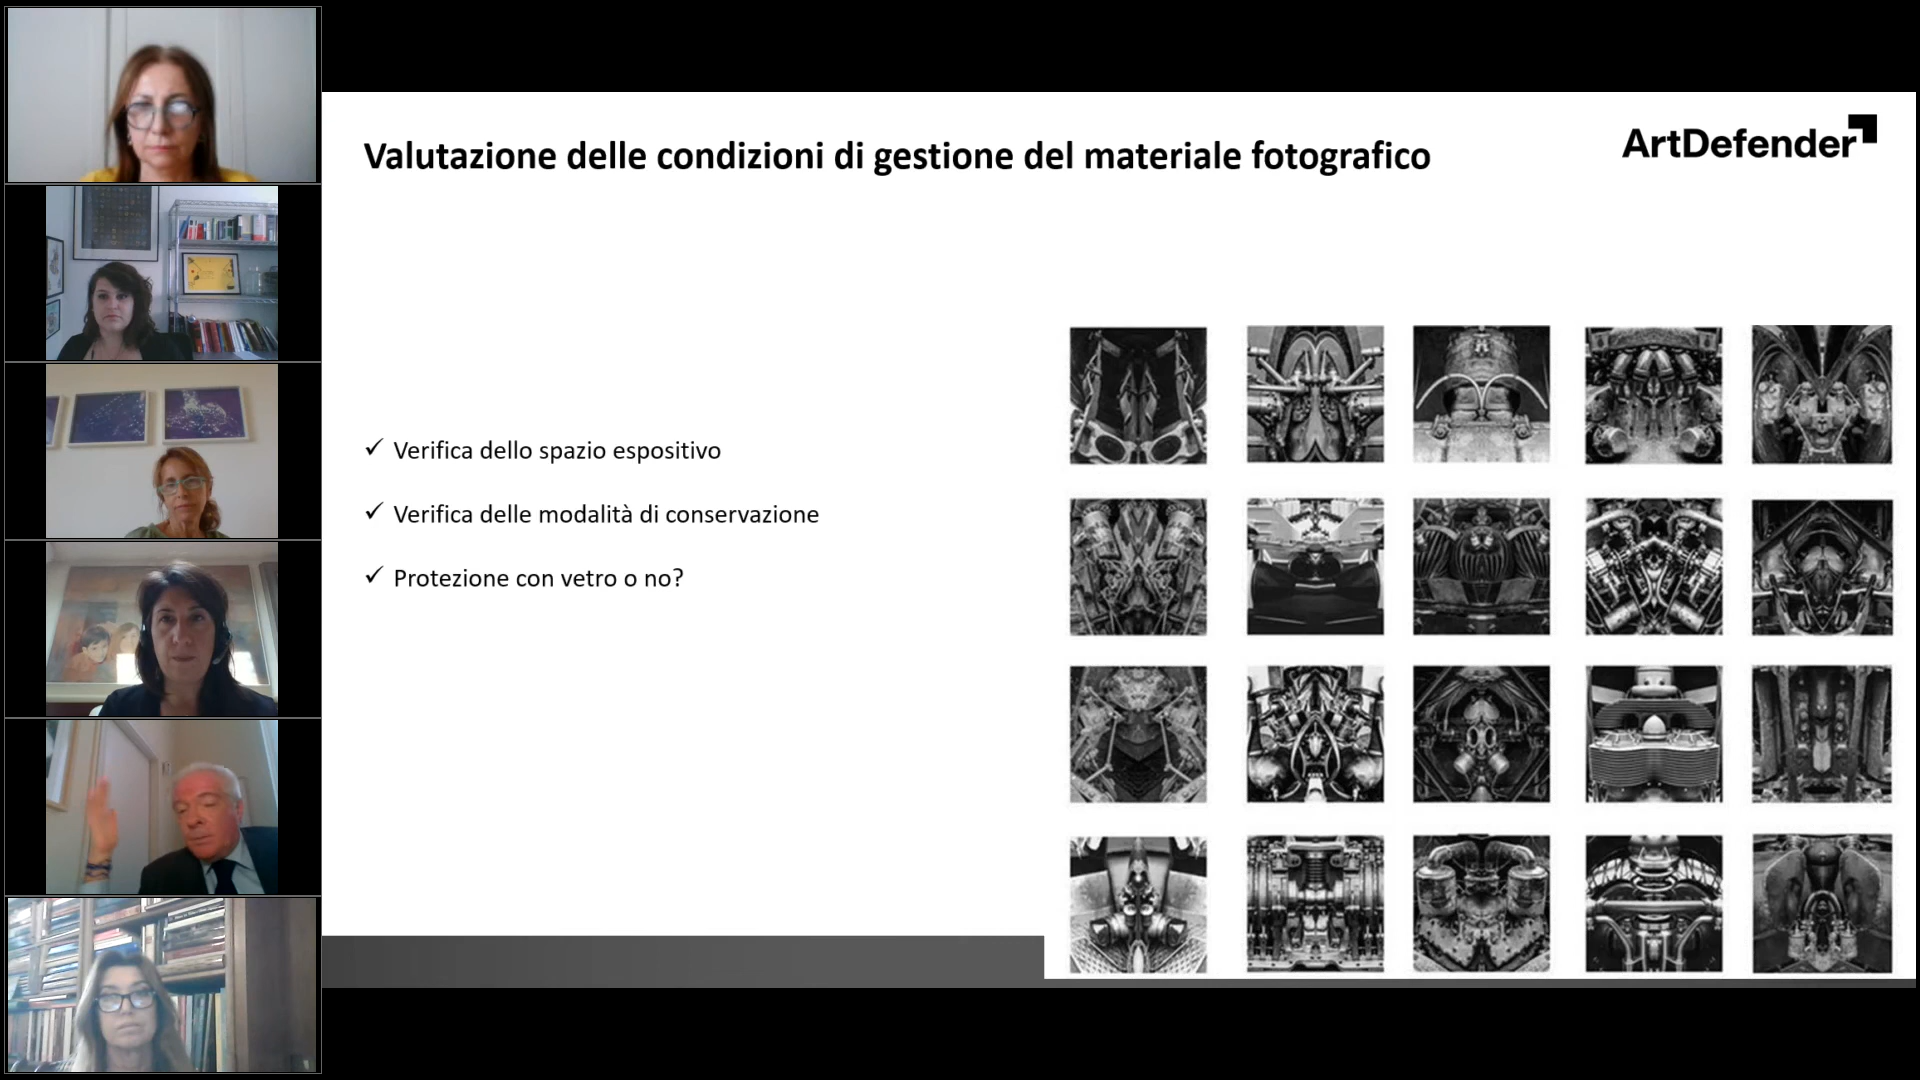 Valutazione delle condizioni di gestione del materiale fotografico
ArtDefender
✓ Verifica dello spazio espositivo
✓ Verifica delle modalità di conservazione
✓ Protezione con vetro o no?